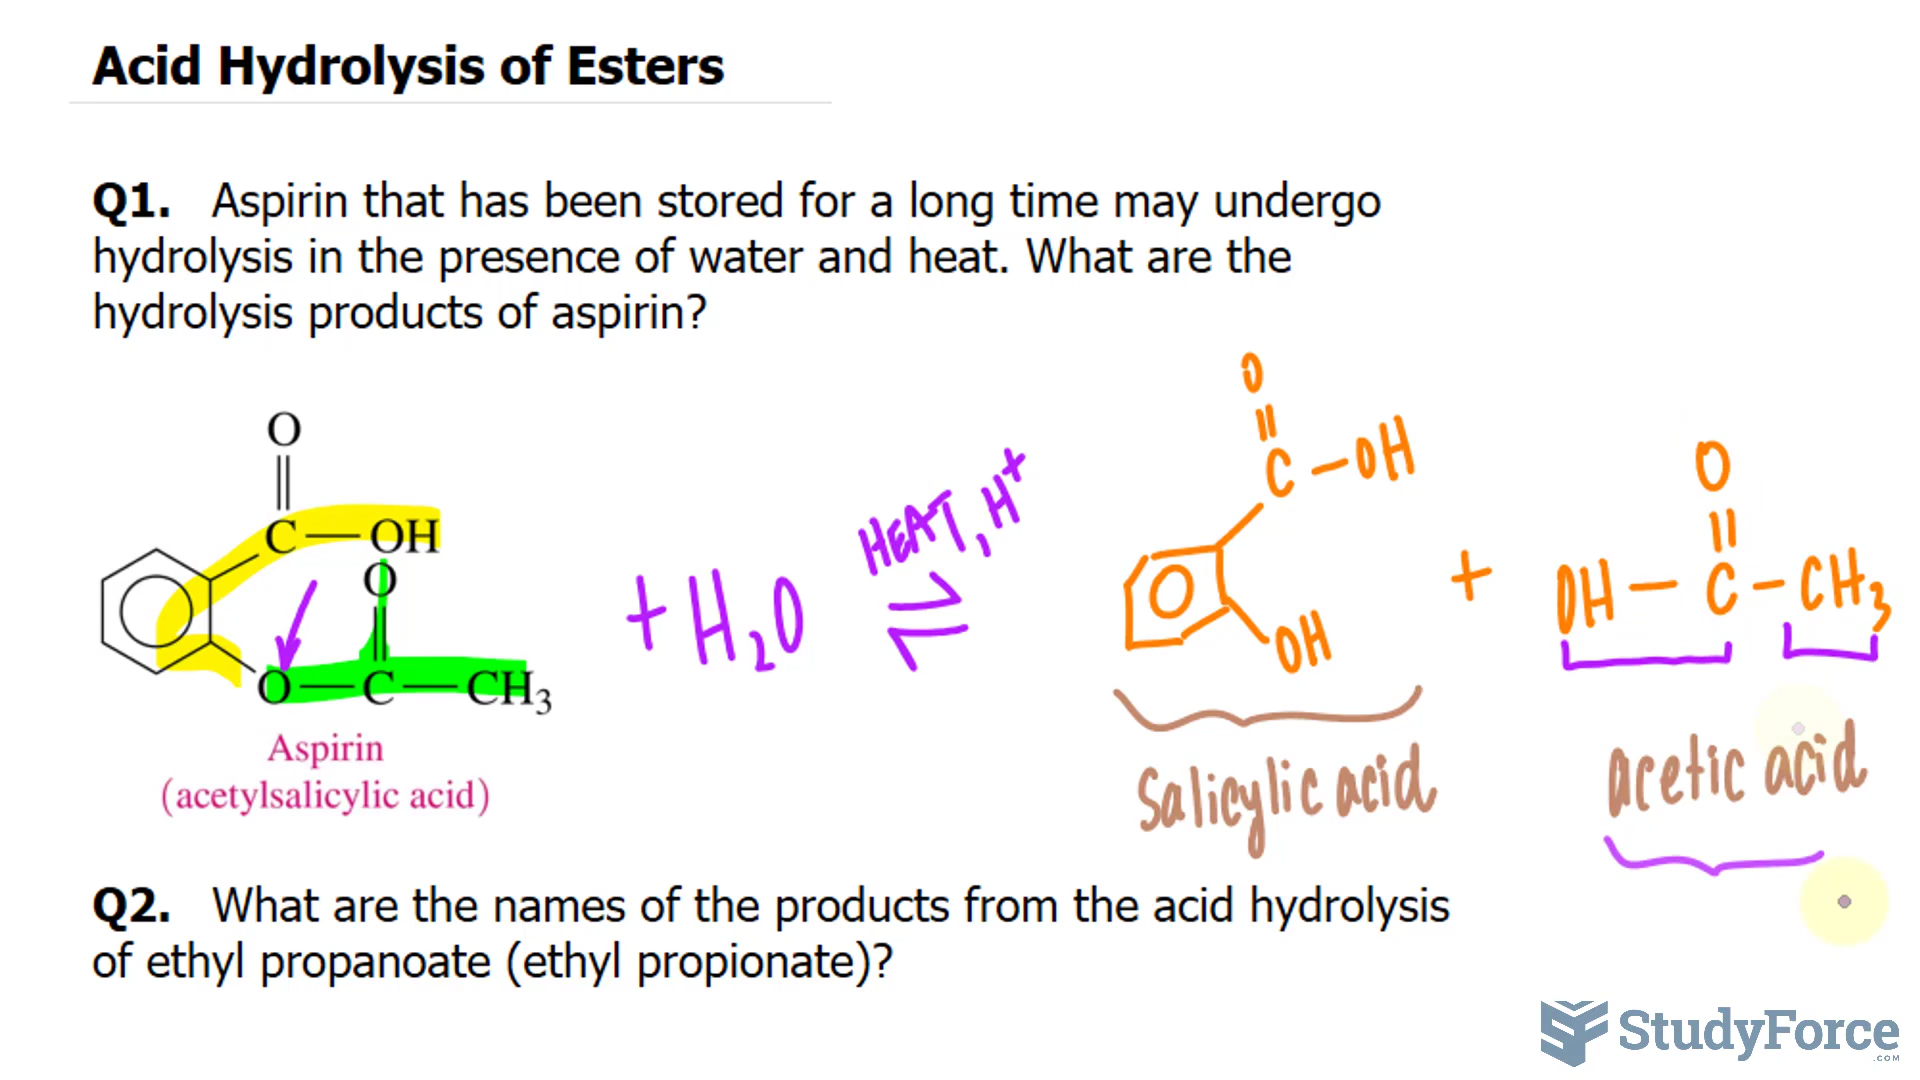 Acid Hydrolysis of Esters
Q1. Aspirin that has been stored for a long time may undergo
hydrolysis in the presence of water and heat. What are the
hydrolysis products of aspirin?
O
C — OH
O
O — C — CH₃
Aspirin
(acetylsalicylic acid)
+ H₂O
HEAT, H⁺
⇌
O
C – OH
OH
+
O
OH – C – CH₃
Salicylic acid
acetic acid
Q2. What are the names of the products from the acid hydrolysis
of ethyl propanoate (ethyl propionate)?
StudyForce
.COM